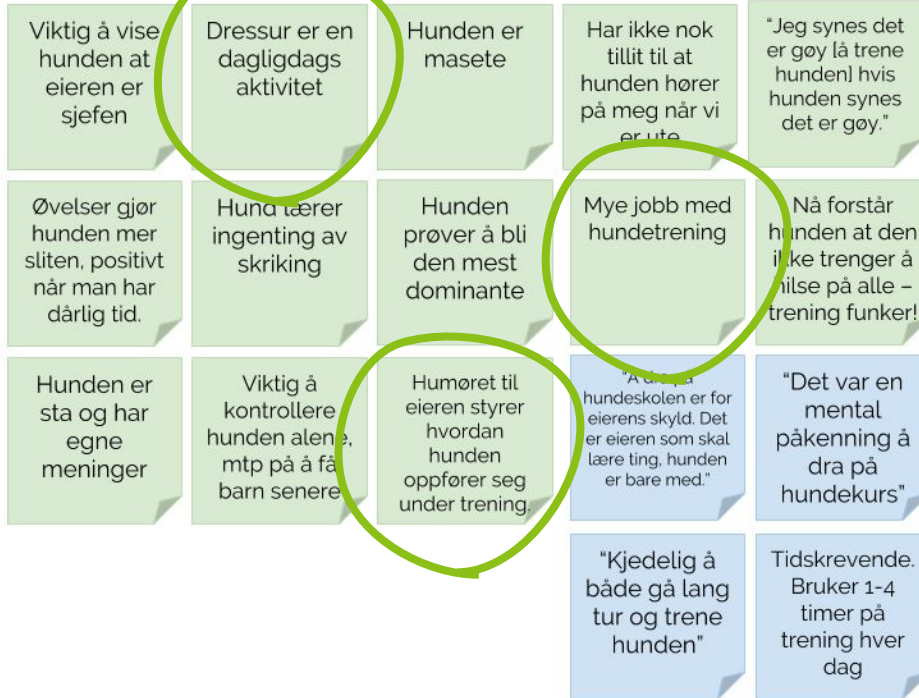 Viktig å vise
hunden at
eieren er
sjefen
Dressur er en
dagligdags
aktivitet
Hunden er
masete
Har ikke nok
tillit til at
hunden hører
på meg når vi
er ute
“Jeg synes det
er gøy [å trene
hunden] hvis
hunden synes
det er gøy.”
Øvelser gjør
hunden mer
sliten, positivt
når man har
dårlig tid.
Hund lærer
ingenting av
skriking
Hunden
prøver å bli
den mest
dominante
Mye jobb med
hundetrening
Nå forstår
hunden at den
ikke trenger å
hilse på alle –
trening funker!
Hunden er
sta og har
egne
meninger
Viktig å
kontrollere
hunden alene,
mtp på å få
barn senere
Humøret til
eieren styrer
hvordan
hunden
oppfører seg
under trening.
“Å dra på
hundeskolen er for
eierens skyld. Det
er eieren som skal
lære ting, hunden
er bare med.”
“Det var en
mental
påkenning å
dra på
hundekurs”
“Kjedelig å
både gå lang
tur og trene
hunden”
Tidskrevende.
Bruker 1-4
timer på
trening hver
dag